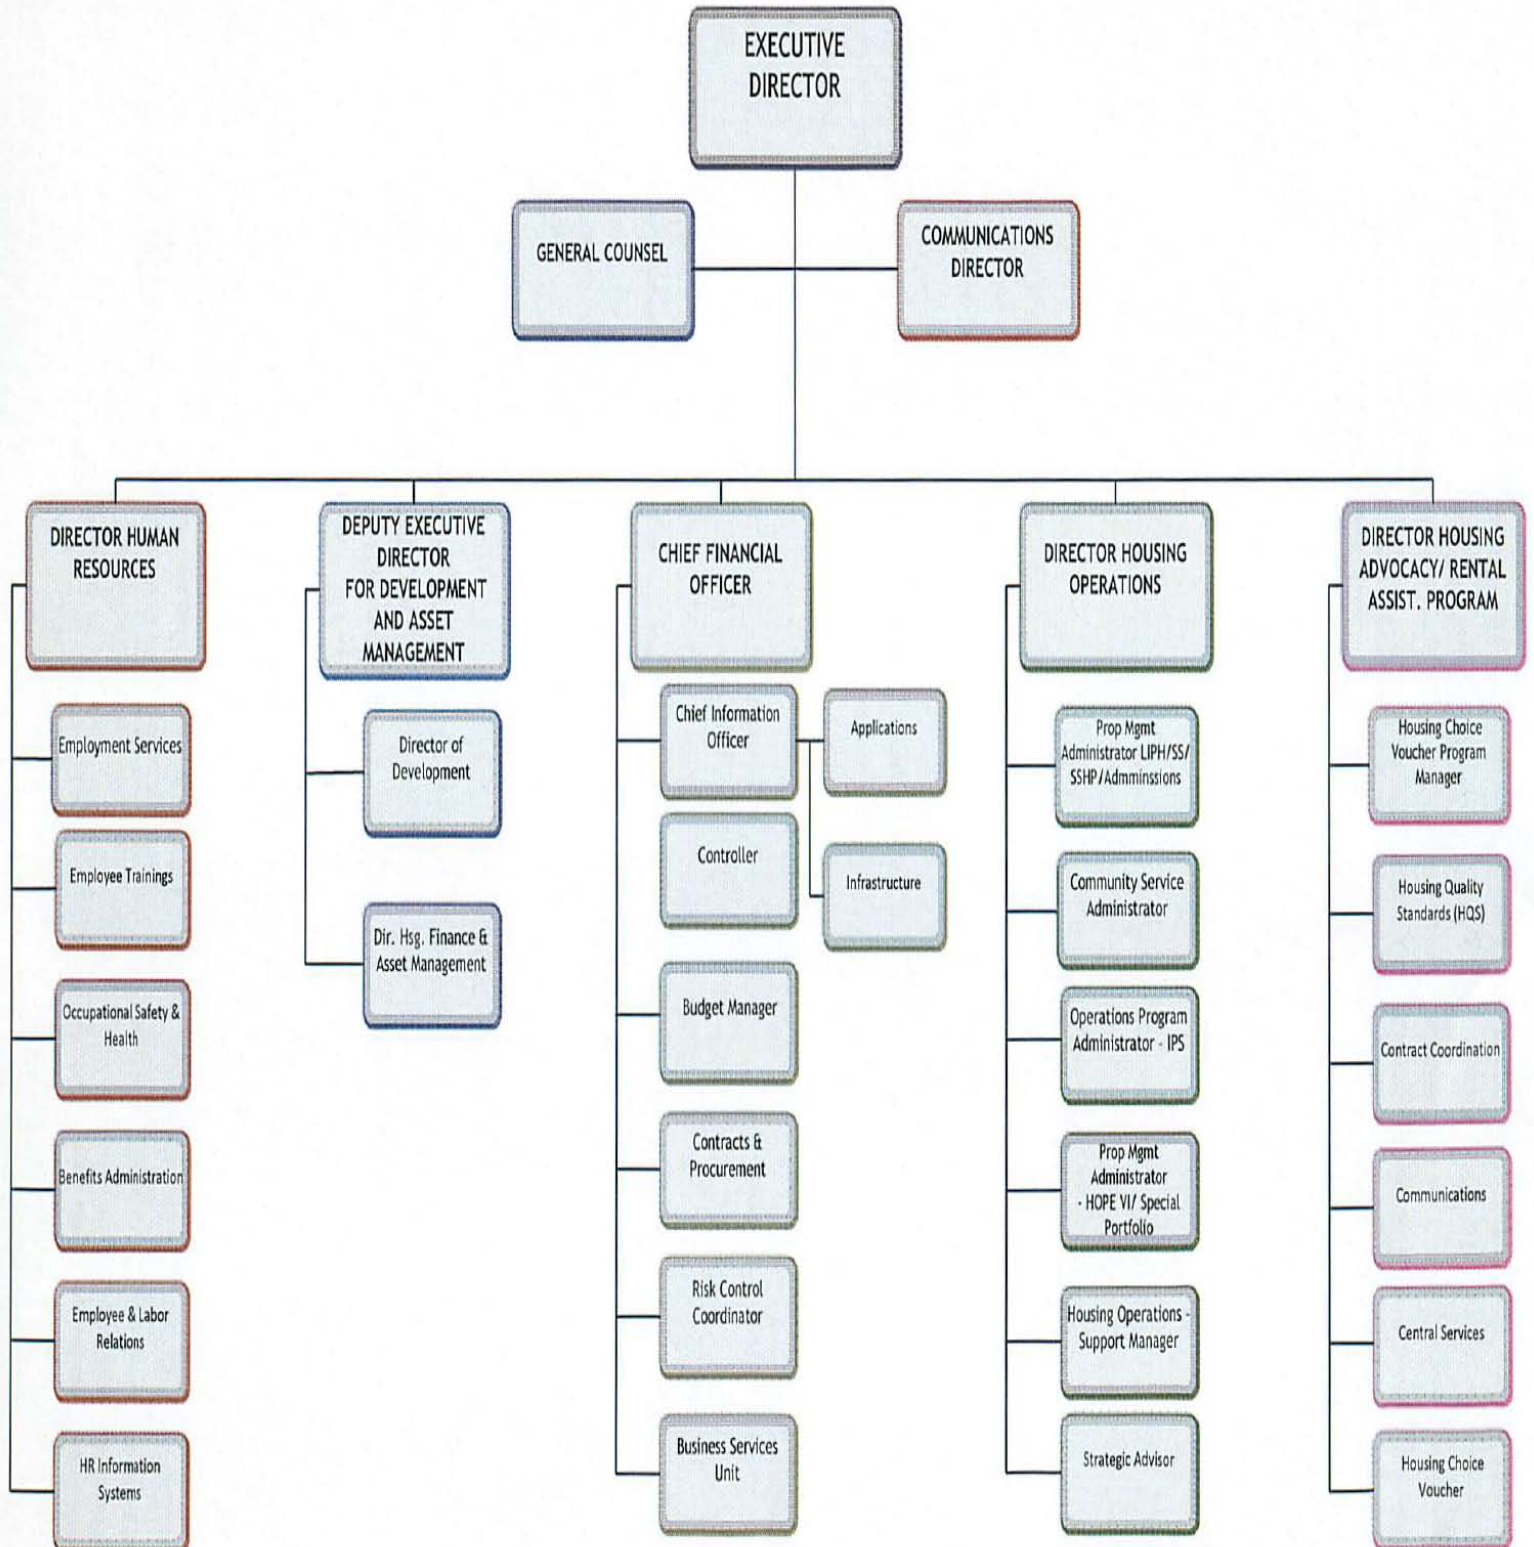 EXECUTIVE
DIRECTOR
GENERAL COUNSEL
COMMUNICATIONS
DIRECTOR
DIRECTOR HUMAN
RESOURCES
Employment Services
Employee Trainings
Occupational Safety &
Health
Benefits Administration
Employee & Labor
Relations
HR Information
Systems
DEPUTY EXECUTIVE
DIRECTOR
FOR DEVELOPMENT
AND ASSET
MANAGEMENT
Director of
Development
Dir. Hsg. Finance &
Asset Management
CHIEF FINANCIAL
OFFICER
Chief Information
Officer
Applications
Infrastructure
Controller
Budget Manager
Contracts &
Procurement
Risk Control
Coordinator
Business Services
Unit
DIRECTOR HOUSING
OPERATIONS
Prop Mgmt
Administrator LIPH/SS/
SSHP/Admminssions
Community Service
Administrator
Operations Program
Administrator - IPS
Prop Mgmt
Administrator
- HOPE VI/ Special
Portfolio
Housing Operations -
Support Manager
Strategic Advisor
DIRECTOR HOUSING
ADVOCACY/ RENTAL
ASSIST. PROGRAM
Housing Choice
Voucher Program
Manager
Housing Quality
Standards (HQS)
Contract Coordination
Communications
Central Services
Housing Choice
Voucher